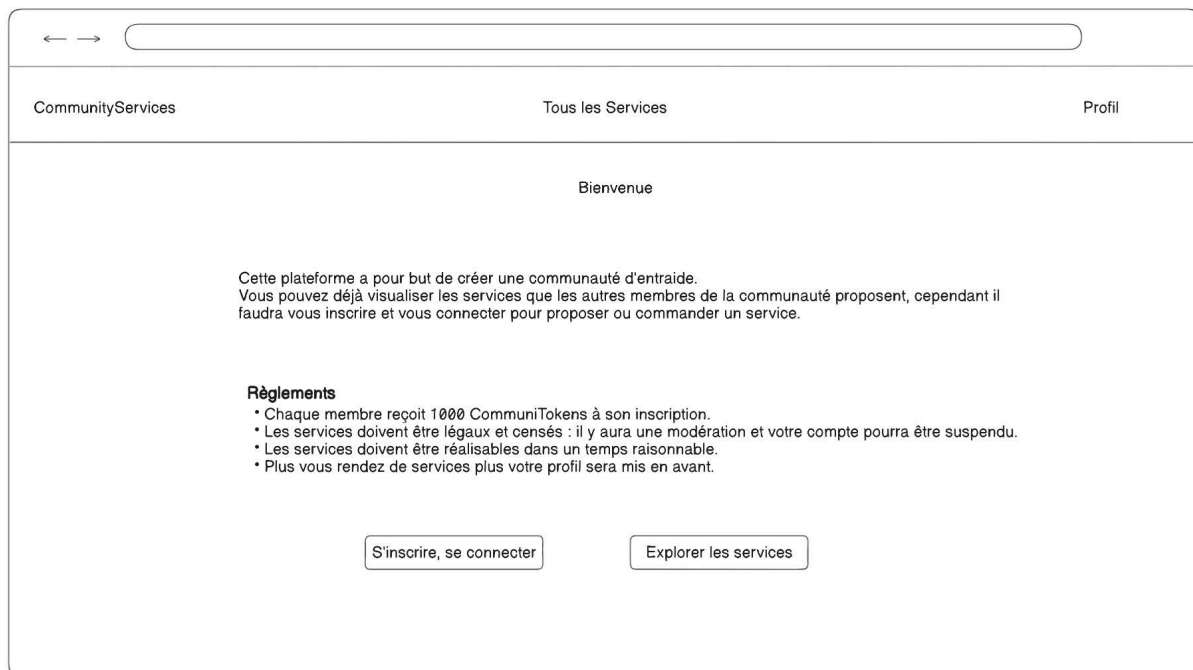 CommunityServices
Tous les Services
Profil
Bienvenue
Cette plateforme a pour but de créer une communauté d'entraide.
Vous pouvez déjà visualiser les services que les autres membres de la communauté proposent, cependant il
faudra vous inscrire et vous connecter pour proposer ou commander un service.
Règlements
• Chaque membre reçoit 1000 CommuniTokens à son inscription.
• Les services doivent être légaux et censés : il y aura une modération et votre compte pourra être suspendu.
• Les services doivent être réalisables dans un temps raisonnable.
• Plus vous rendez de services plus votre profil sera mis en avant.
S'inscrire, se connecter
Explorer les services